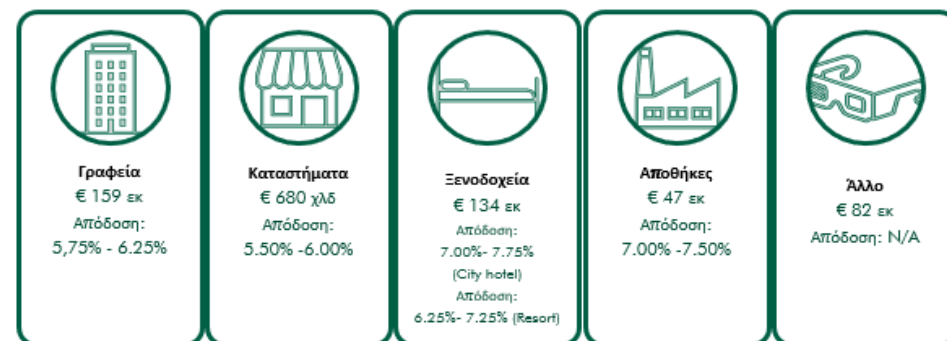 Γραφεία
€ 159 εκ
Απόδοση:
5,75% - 6.25%
Καταστήματα
€ 680 χλδ
Απόδοση:
5.50% -6.00%
Ξενοδοχεία
€ 134 εκ
Απόδοση:
7.00%- 7.75%
(City hotel)
Απόδοση:
6.25%- 7.25% (Resort)
Αποθήκες
€ 47 εκ
Απόδοση:
7.00% -7.50%
Άλλο
€ 82 εκ
Απόδοση: N/A